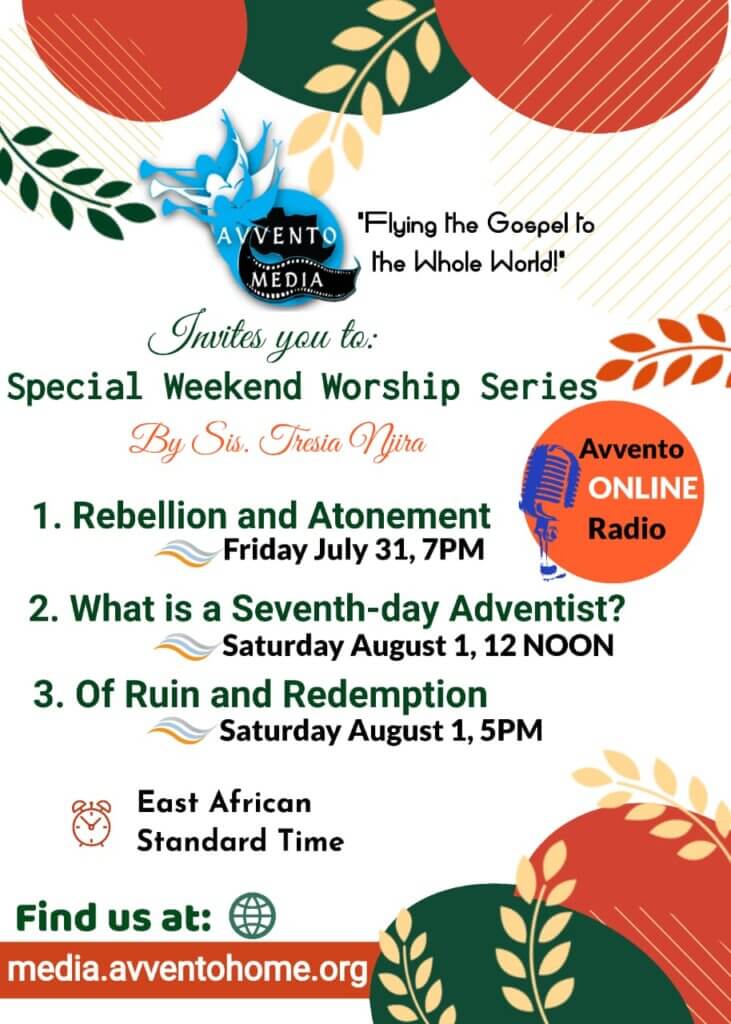 AVVENTO
MEDIA
"Flying the Gospel to
the Whole World!"
Invites you to:
Special Weekend Worship Series
By Sis. Tresia Njira
Avvento
ONLINE
Radio
1. Rebellion and Atonement
Friday July 31, 7PM
2. What is a Seventh-day Adventist?
Saturday August 1, 12 NOON
3. Of Ruin and Redemption
Saturday August 1, 5PM
East African
Standard Time
Find us at:
media.avventohome.org